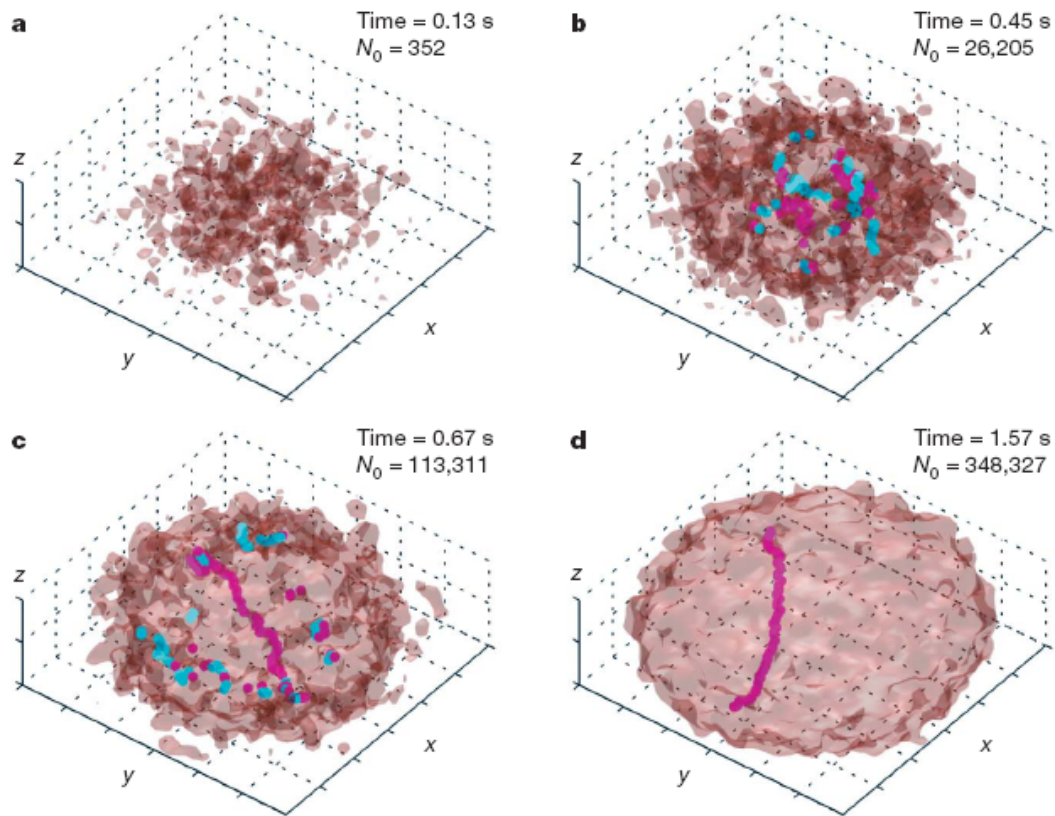 a
Time = 0.13 s
N₀ = 352
z
y
x
b
Time = 0.45 s
N₀ = 26,205
z
y
x
c
Time = 0.67 s
N₀ = 113,311
z
y
x
d
Time = 1.57 s
N₀ = 348,327
z
y
x